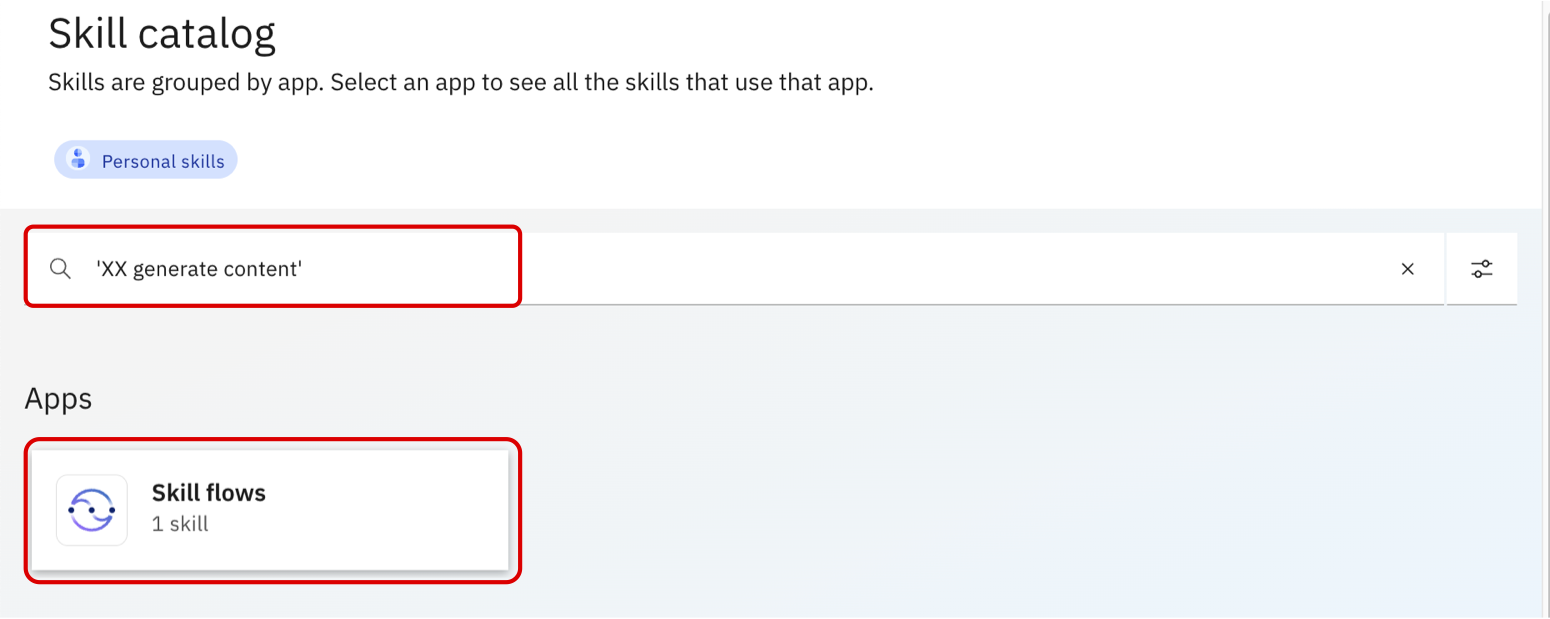 Skill catalog
Skills are grouped by app. Select an app to see all the skills that use that app.
Personal skills
'XX generate content'
Apps
Skill flows
1 skill